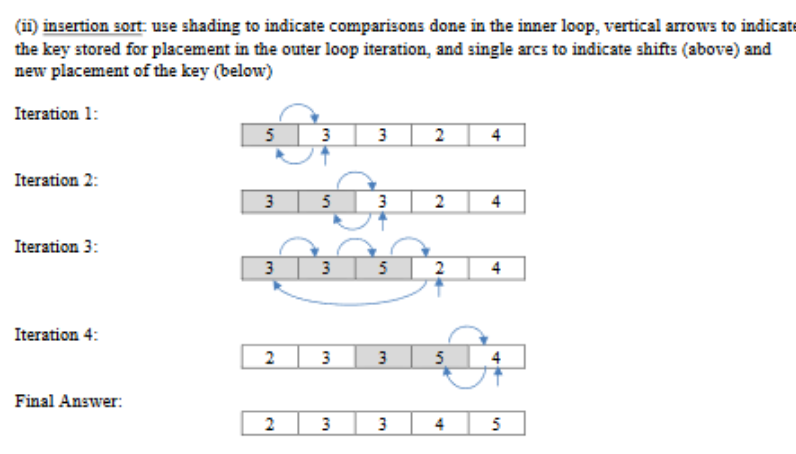 (ii) insertion sort: use shading to indicate comparisons done in the inner loop, vertical arrows to indicate
the key stored for placement in the outer loop iteration, and single arcs to indicate shifts (above) and
new placement of the key (below)
Iteration 1:
5 3 3 2 4
Iteration 2:
3 5 3 2 4
Iteration 3:
3 3 5 2 4
Iteration 4:
2 3 3 5 4
Final Answer:
2 3 3 4 5